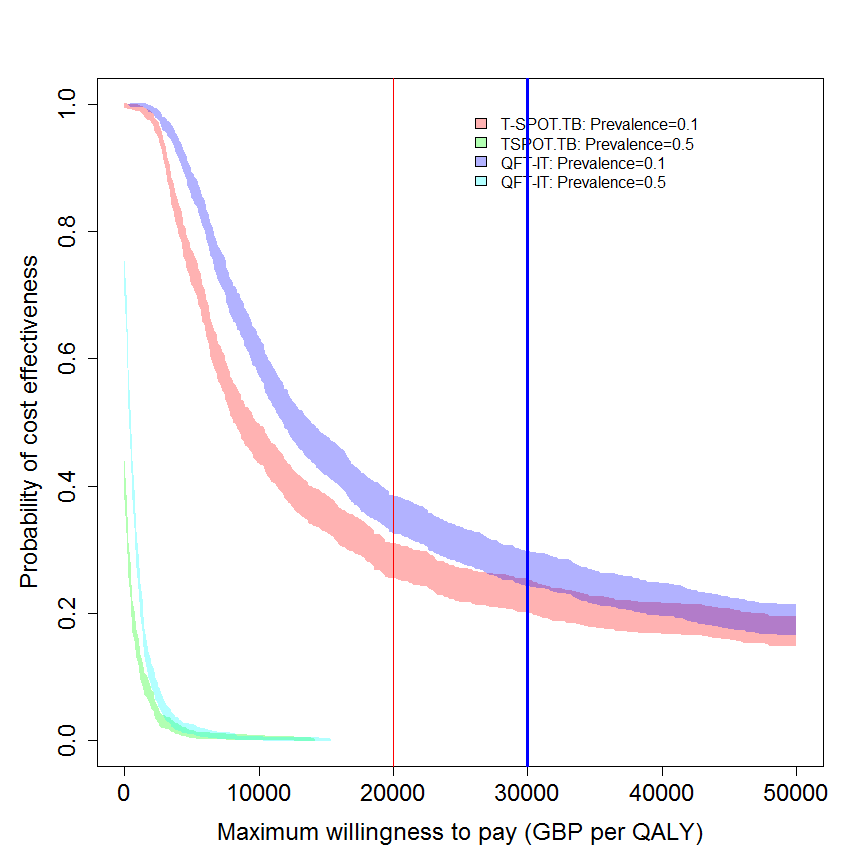 1.0
0.8
0.6
0.4
0.2
0.0
Probability of cost effectiveness
T-SPOT.TB: Prevalence=0.1
TSPOT.TB: Prevalence=0.5
QFT-IT: Prevalence=0.1
QFT-IT: Prevalence=0.5
0 10000 20000 30000 40000 50000
Maximum willingness to pay (GBP per QALY)